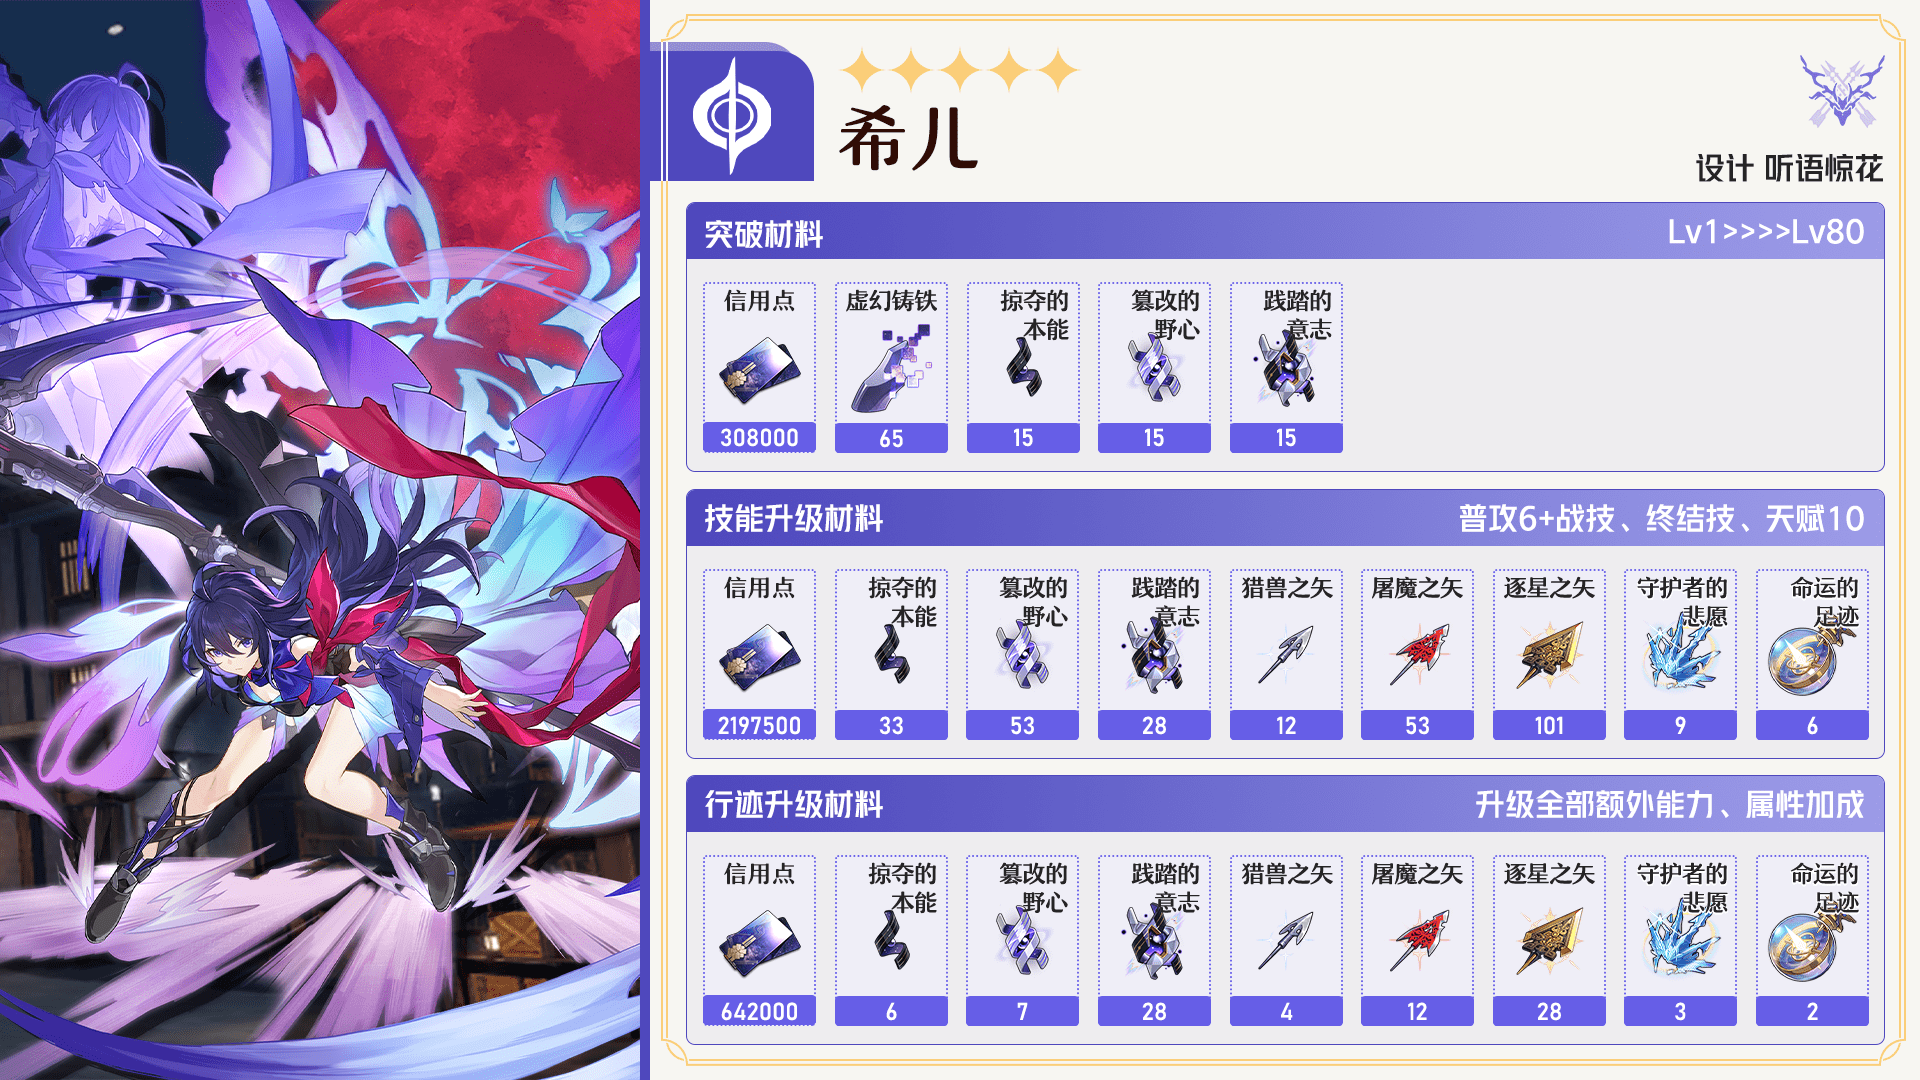 希儿
设计 听语惊花
突破材料 Lv1>>>>Lv80
信用点 虚幻铸铁 掠夺的 篡改的 践踏的
本能 野心 意志
308000 65 15 15 15
技能升级材料 普攻6+战技、终结技、天赋10
信用点 掠夺的 篡改的 践踏的 猎兽之矢 屠魔之矢 逐星之矢 守护者的 命运的
本能 野心 意志 悲愿 足迹
2197500 33 53 28 12 53 101 9 6
行迹升级材料 升级全部额外能力、属性加成
信用点 掠夺的 篡改的 践踏的 猎兽之矢 屠魔之矢 逐星之矢 守护者的 命运的
本能 野心 意志 悲愿 足迹
642000 6 7 28 4 12 28 3 2